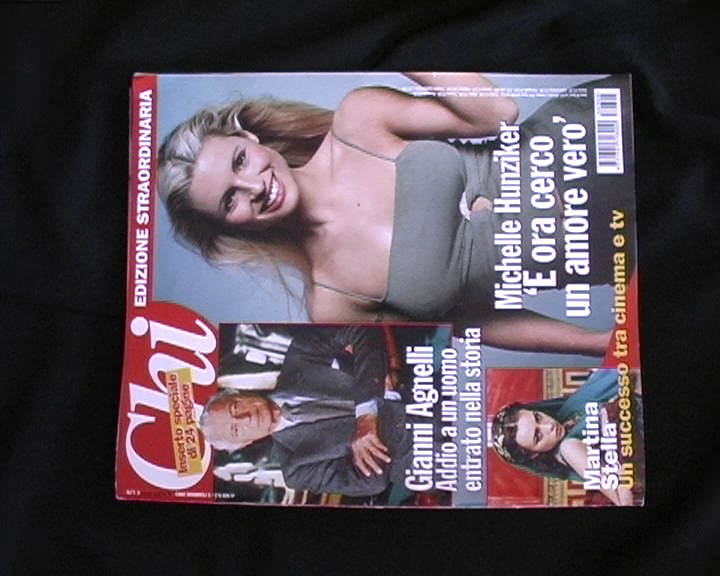 EDIZIONE STRAORDINARIA
Chi
Inserto speciale
di 24 pagine
Gianni Agnelli
Addio a un uomo
entrato nella storia
Michelle Hunziker
‘E ora cerco
un amore vero’
Martina
Stella
Un successo tra cinema e tv